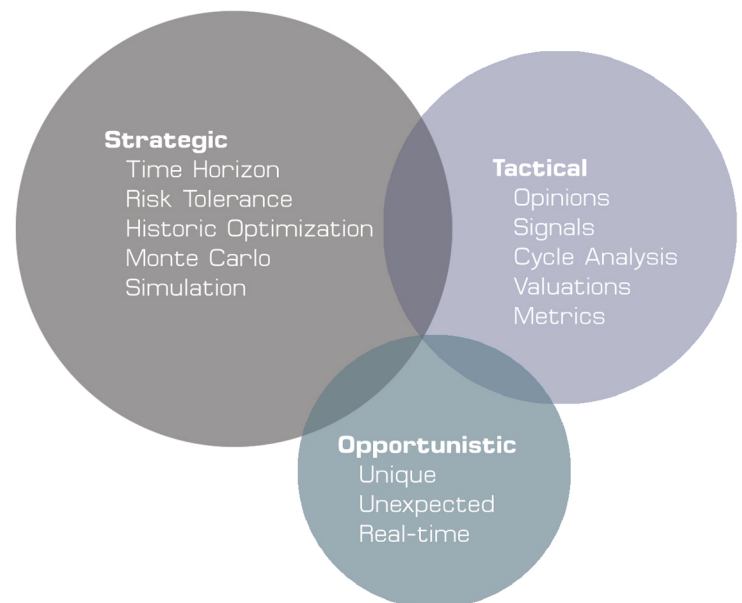 Strategic
Time Horizon
Risk Tolerance
Historic Optimization
Monte Carlo
Simulation
Tactical
Opinions
Signals
Cycle Analysis
Valuations
Metrics
Opportunistic
Unique
Unexpected
Real-time